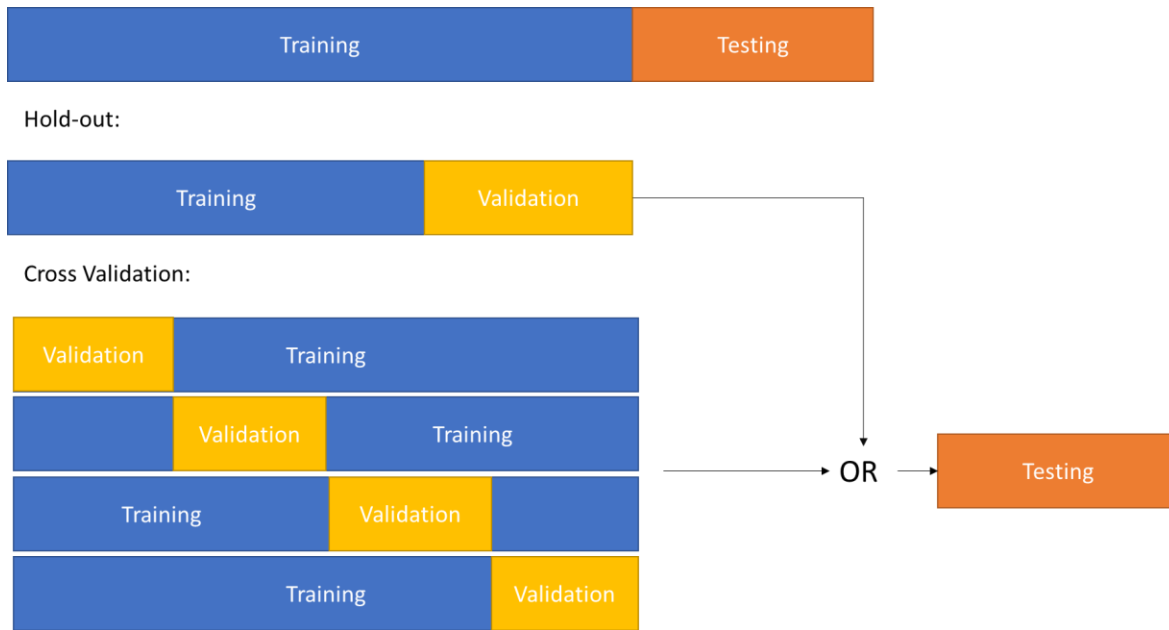 Training Testing
Hold-out:
Training Validation
Cross Validation:
Validation Training
Validation Training
Training Validation
Training Validation
OR
Testing